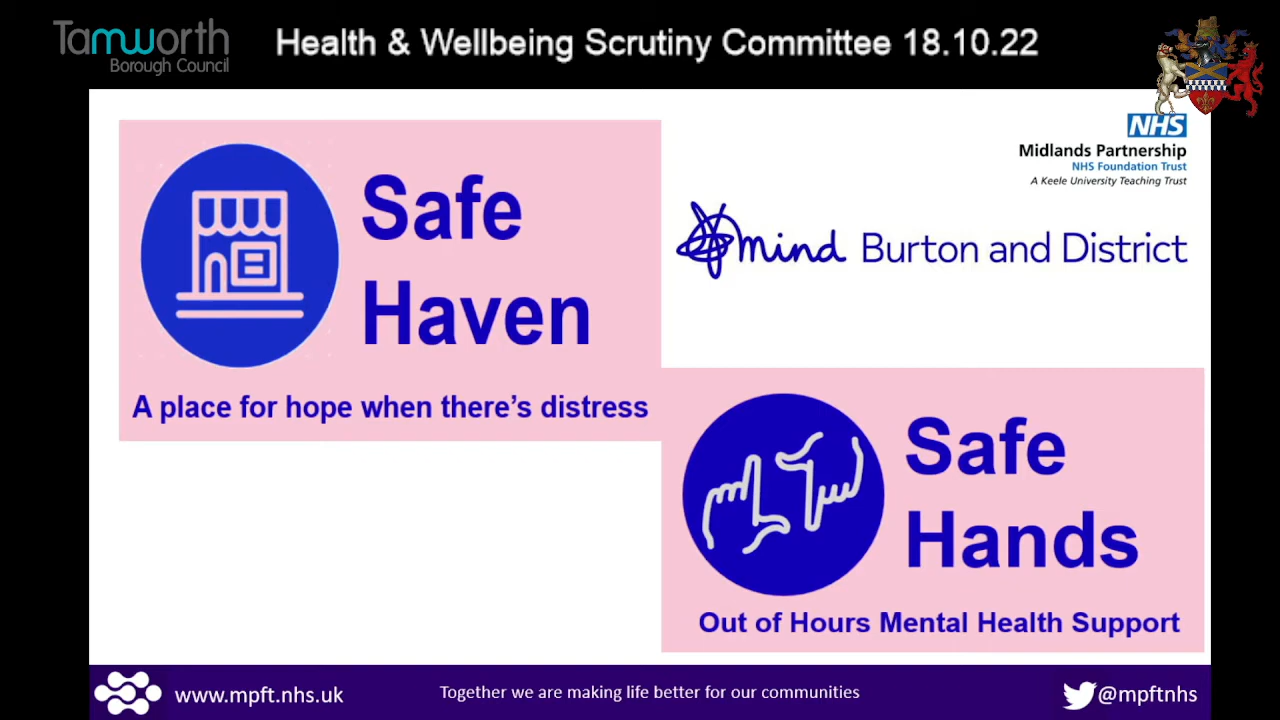 Tamworth
Borough Council
Health & Wellbeing Scrutiny Committee 18.10.22
NHS
Midlands Partnership
NHS Foundation Trust
A Keele University Teaching Trust
Safe
Haven
A place for hope when there's distress
mind Burton and District
Safe
Hands
Out of Hours Mental Health Support
www.mpft.nhs.uk
Together we are making life better for our communities
@mpftnhs